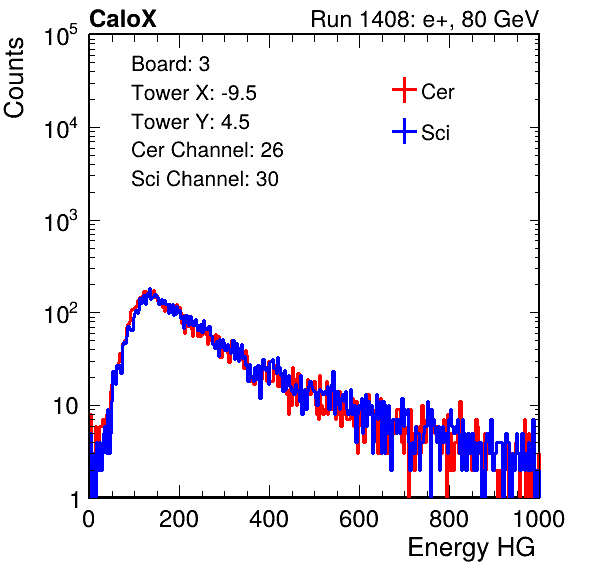 CaloX Run 1408: e+, 80 GeV
Counts
Board: 3
Tower X: -9.5
Tower Y: 4.5
Cer Channel: 26
Sci Channel: 30
Cer
Sci
10^5
10^4
10^3
10^2
10
1
0 200 400 600 800 1000
Energy HG